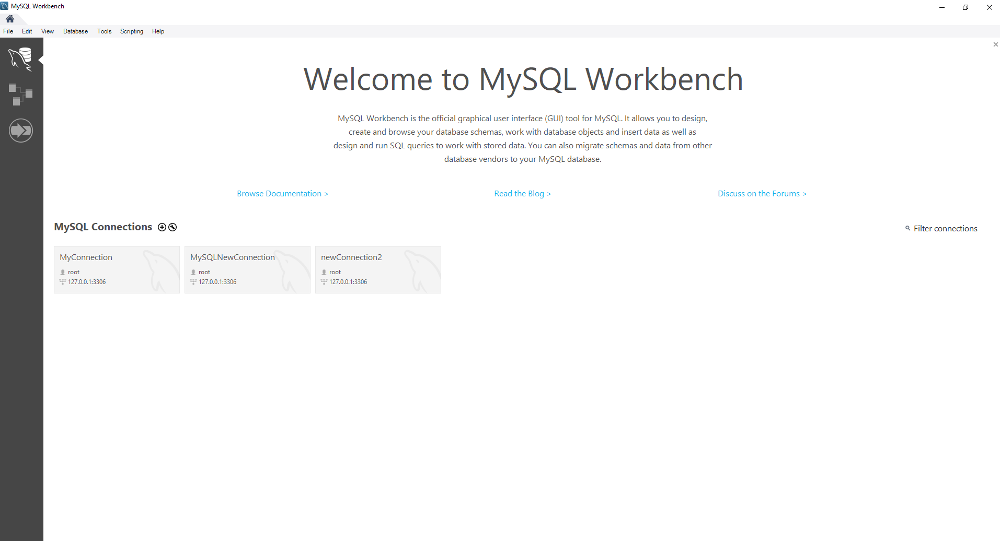 MySQL Workbench
File Edit View Database Tools Scripting Help
Welcome to MySQL Workbench
MySQL Workbench is the official graphical user interface (GUI) tool for MySQL. It allows you to design,
create and browse your database schemas, work with database objects and insert data as well as
design and run SQL queries to work with stored data. You can also migrate schemas and data from other
database vendors to your MySQL database.
Browse Documentation > Read the Blog > Discuss on the Forums >
MySQL Connections
Filter connections
MyConnection
root
127.0.0.1:3306
MySQLNewConnection
root
127.0.0.1:3306
newConnection2
root
127.0.0.1:3306